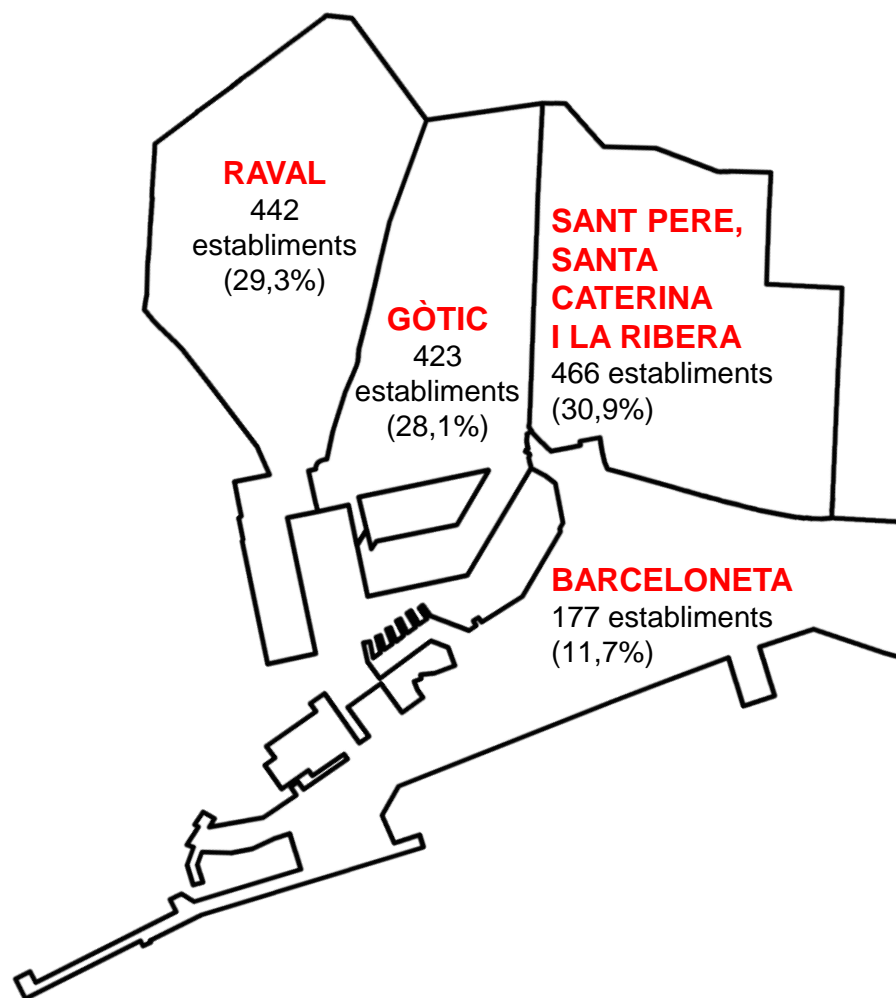 RAVAL
442
establiments
(29,3%)
GÒTIC
423
establiments
(28,1%)
SANT PERE,
SANTA
CATERINA
I LA RIBERA
466 establiments
(30,9%)
BARCELONETA
177 establiments
(11,7%)